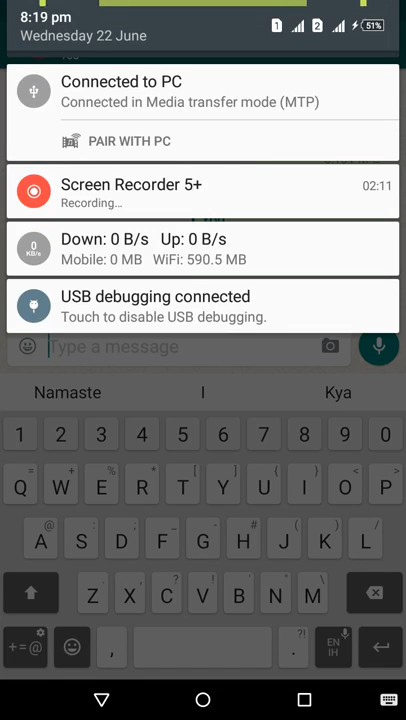 8:19 pm
Wednesday 22 June
1 2 51%
Connected to PC
Connected in Media transfer mode (MTP)
PAIR WITH PC
Screen Recorder 5+ 02:11
Recording...
0 KB/s
Down: 0 B/s Up: 0 B/s
Mobile: 0 MB WiFi: 590.5 MB
USB debugging connected
Touch to disable USB debugging.
Type a message
Namaste I Kya
1 2 3 4 5 6 7 8 9 0
= + % * - [ ] { } < >
Q W E R T Y U I O P
@ : ; _ - # ( ) /
A S D F G H J K L
? ! " ' \
Z X C V B N M
+=@ , . ?! EN IH